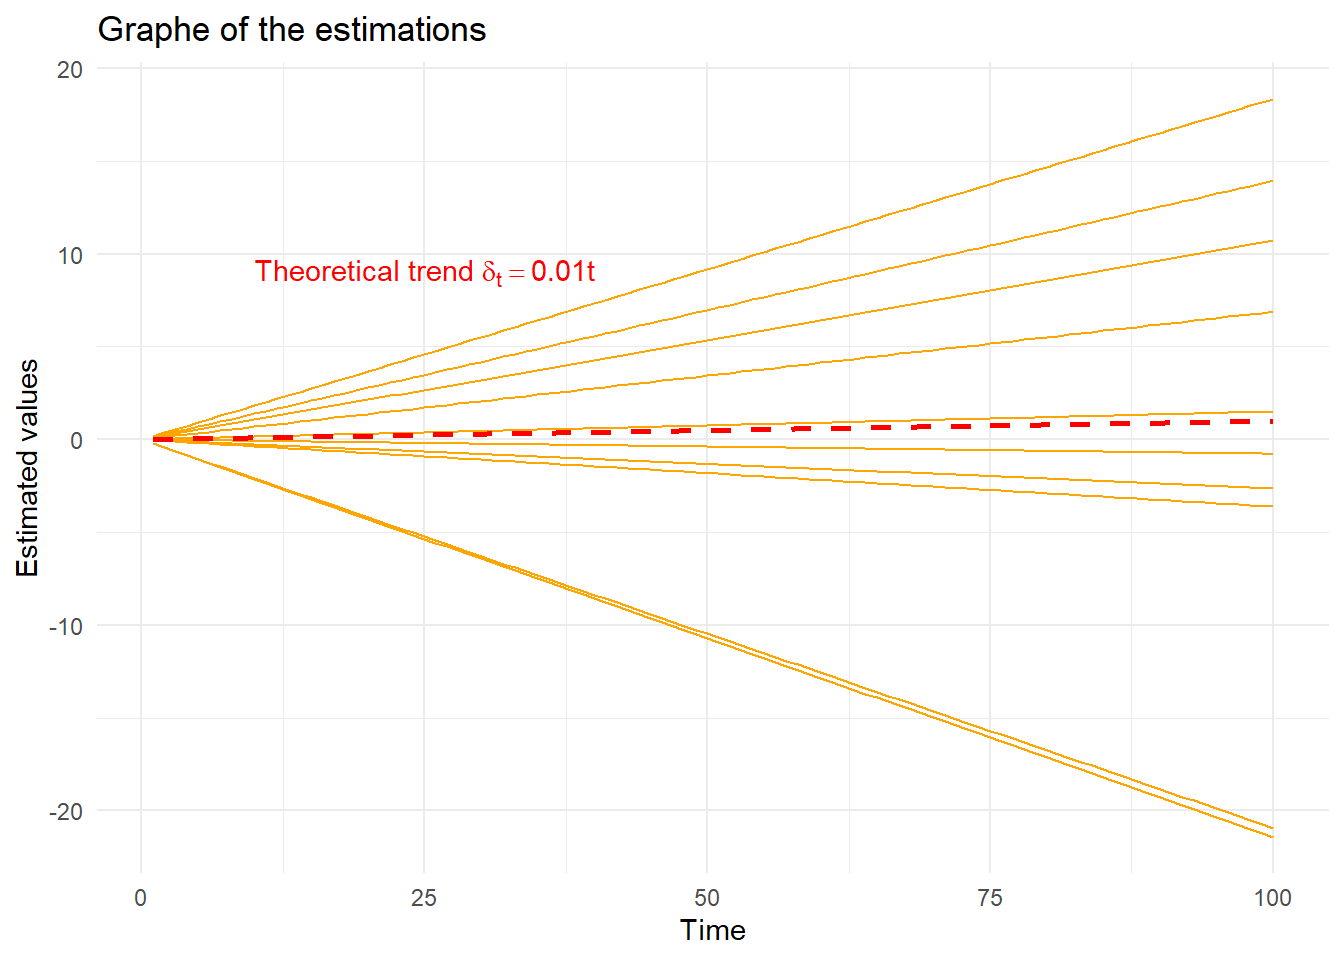 Graphe of the estimations
20
10
0
-10
-20
Estimated values
Theoretical trend δt = 0.01t
0 25 50 75 100
Time